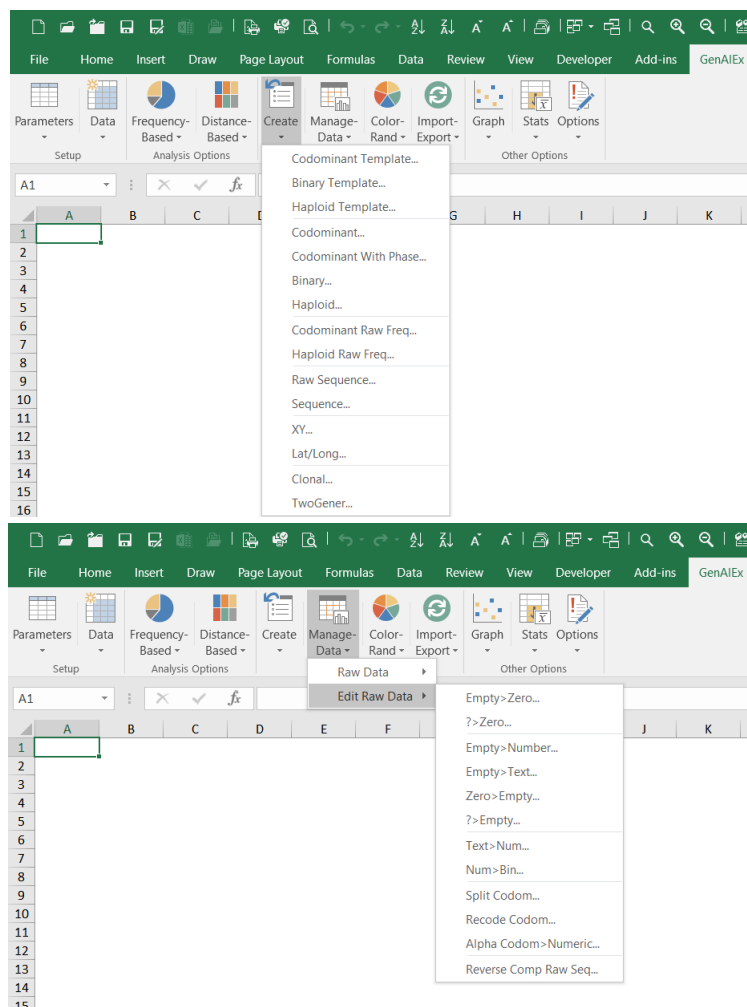 File Home Insert Draw Page Layout Formulas Data Review View Developer Add-ins GenAlEx
Parameters Data Frequency- Based Distance- Based Create Manage- Data Color- Rand Import- Export Graph Stats Options
Setup Analysis Options Other Options
A1 fx
A B C G H I J K
Codominant Template...
Binary Template...
Haploid Template...
Codominant...
Codominant With Phase...
Binary...
Haploid...
Codominant Raw Freq...
Haploid Raw Freq...
Raw Sequence...
Sequence...
XY...
Lat/Long...
Clonal...
TwoGener...
1
2
3
4
5
6
7
8
9
10
11
12
13
14
15
16
File Home Insert Draw Page Layout Formulas Data Review View Developer Add-ins GenAlEx
Parameters Data Frequency- Based Distance- Based Create Manage- Data Color- Rand Import- Export Graph Stats Options
Setup Analysis Options Other Options
Raw Data
Edit Raw Data
A1 fx
A B C D E F J K
Empty>Zero...
?>Zero...
Empty>Number...
Empty>Text...
Zero>Empty...
?>Empty...
Text>Num...
Num>Bin...
Split Codom...
Recode Codom...
Alpha Codom>Numeric...
Reverse Comp Raw Seq...
1
2
3
4
5
6
7
8
9
10
11
12
13
14
15